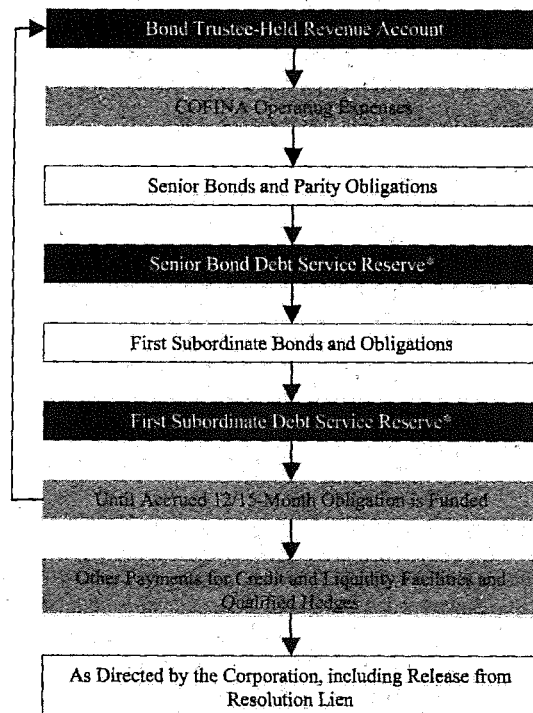 Bond Trustee-Held Revenue Account
COFINA Operating Expenses
Senior Bonds and Parity Obligations
Senior Bond Debt Service Reserve*
First Subordinate Bonds and Obligations
First Subordinate Debt Service Reserve*
Until Accrued 12/15-Month Obligation is Funded
Other Payments for Credit and Liquidity Facilities and
Qualified Hedges
As Directed by the Corporation, including Release from
Resolution Lien